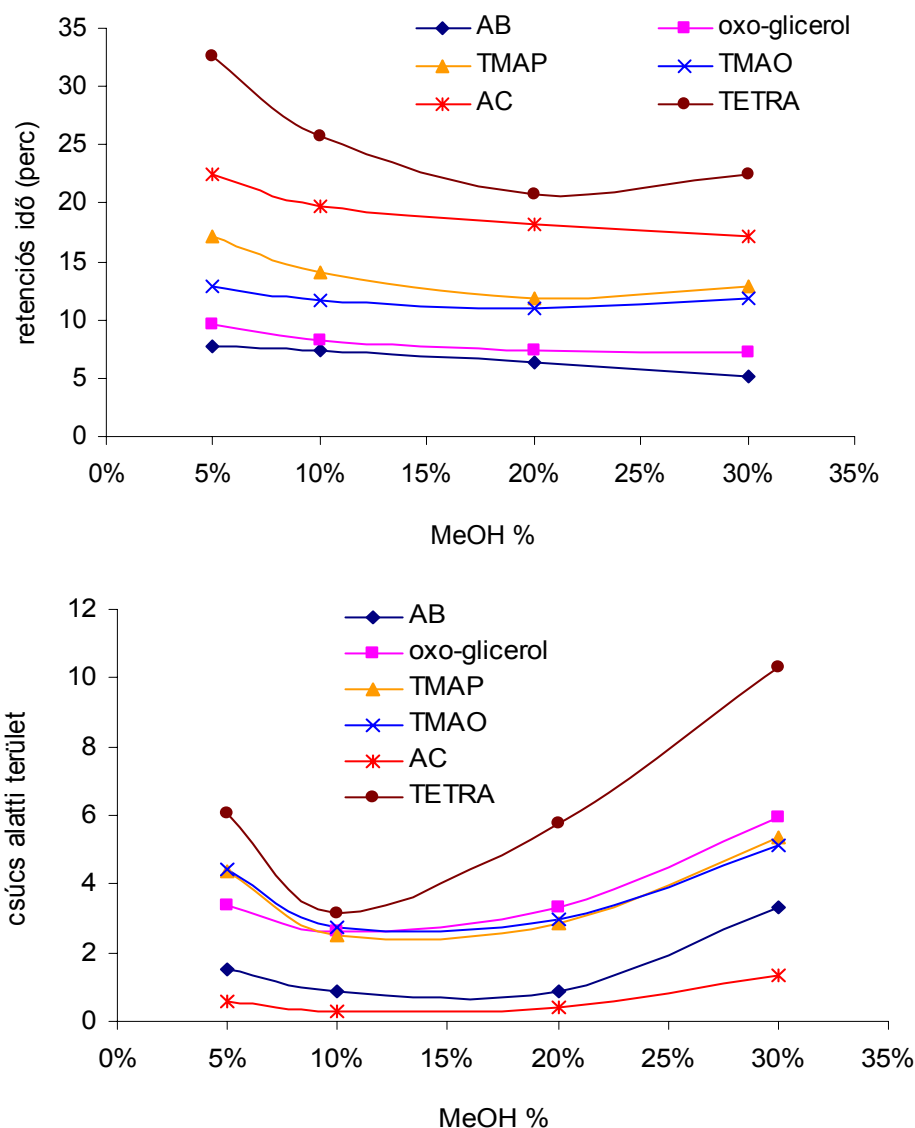 35
30
25
20
15
10
5
0
retenciós idő (perc)
AB oxo-glicerol
TMAP TMAO
AC TETRA
0% 5% 10% 15% 20% 25% 30% 35%
MeOH %
12
10
8
6
4
2
0
csúcs alatti terület
AB
oxo-glicerol
TMAP
TMAO
AC
TETRA
0% 5% 10% 15% 20% 25% 30% 35%
MeOH %